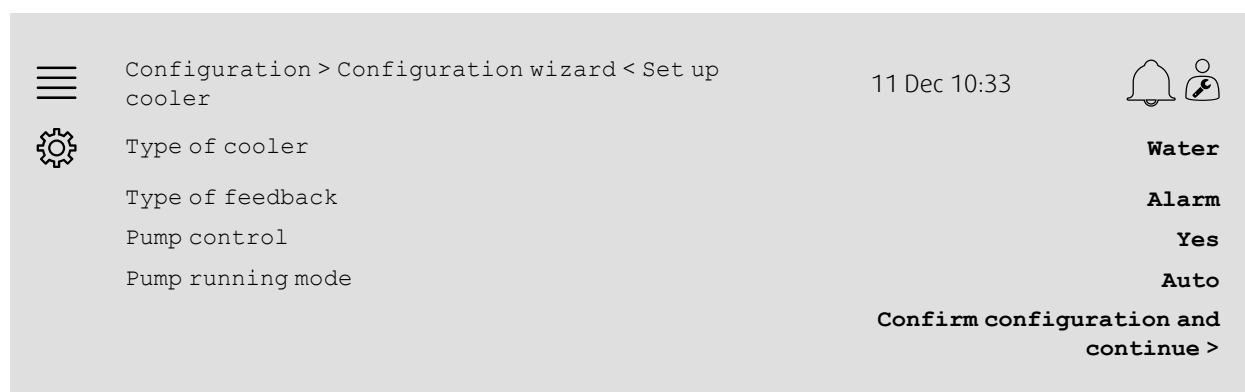 Configuration > Configuration wizard < Set up
cooler
11 Dec 10:33
Type of cooler
Water
Type of feedback
Alarm
Pump control
Yes
Pump running mode
Auto
Confirm configuration and
continue >